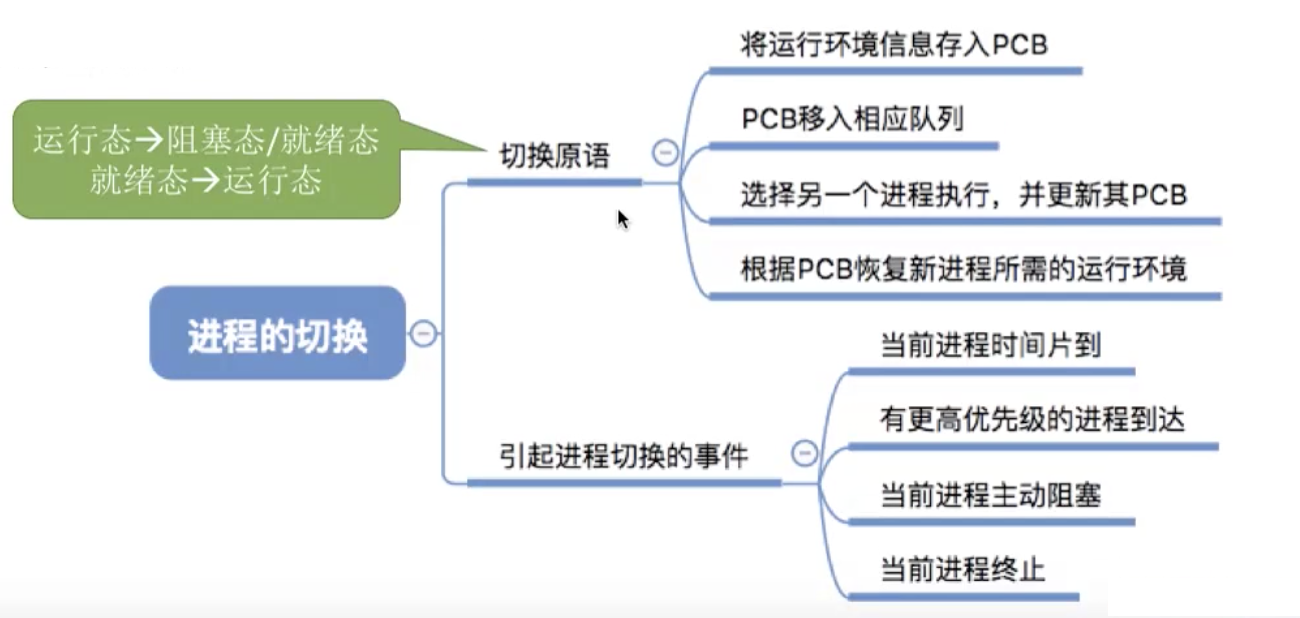 将运行环境信息存入PCB
运行态→阻塞态/就绪态
就绪态→运行态
切换原语
PCB移入相应队列
选择另一个进程执行，并更新其PCB
根据PCB恢复新进程所需的运行环境
进程的切换
引起进程切换的事件
当前进程时间片到
有更高优先级的进程到达
当前进程主动阻塞
当前进程终止